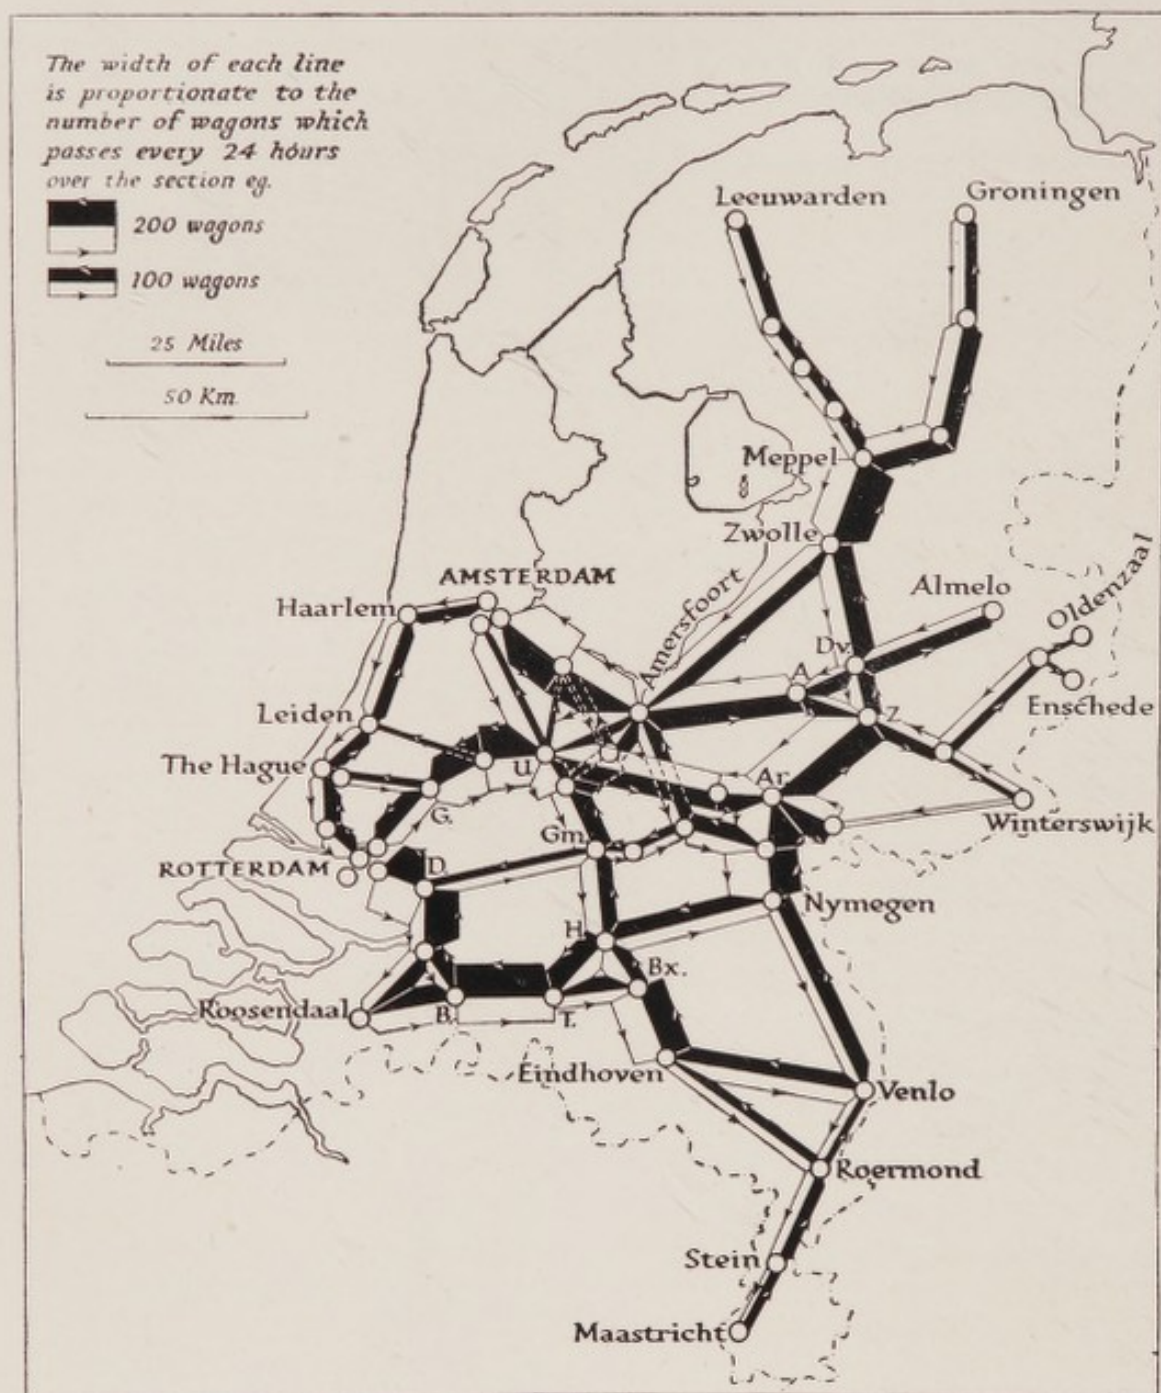 The width of each line
is proportionate to the
number of wagons which
passes every 24 hours
over the section eg.
200 wagons
100 wagons
25 Miles
50 Km.
Leeuwarden
Groningen
Meppel
Zwolle
AMSTERDAM
Haarlem
Amersfoort
Almelo
Oldenzaal
Dv.
A
Enschede
Leiden
Z.
The Hague
U.
Ar.
G.
Winterswijk
Gm.
ROTTERDAM
D.
Nymegen
H.
Bx.
Roosendaal
B.
T.
Eindhoven
Venlo
Roermond
Stein
Maastricht